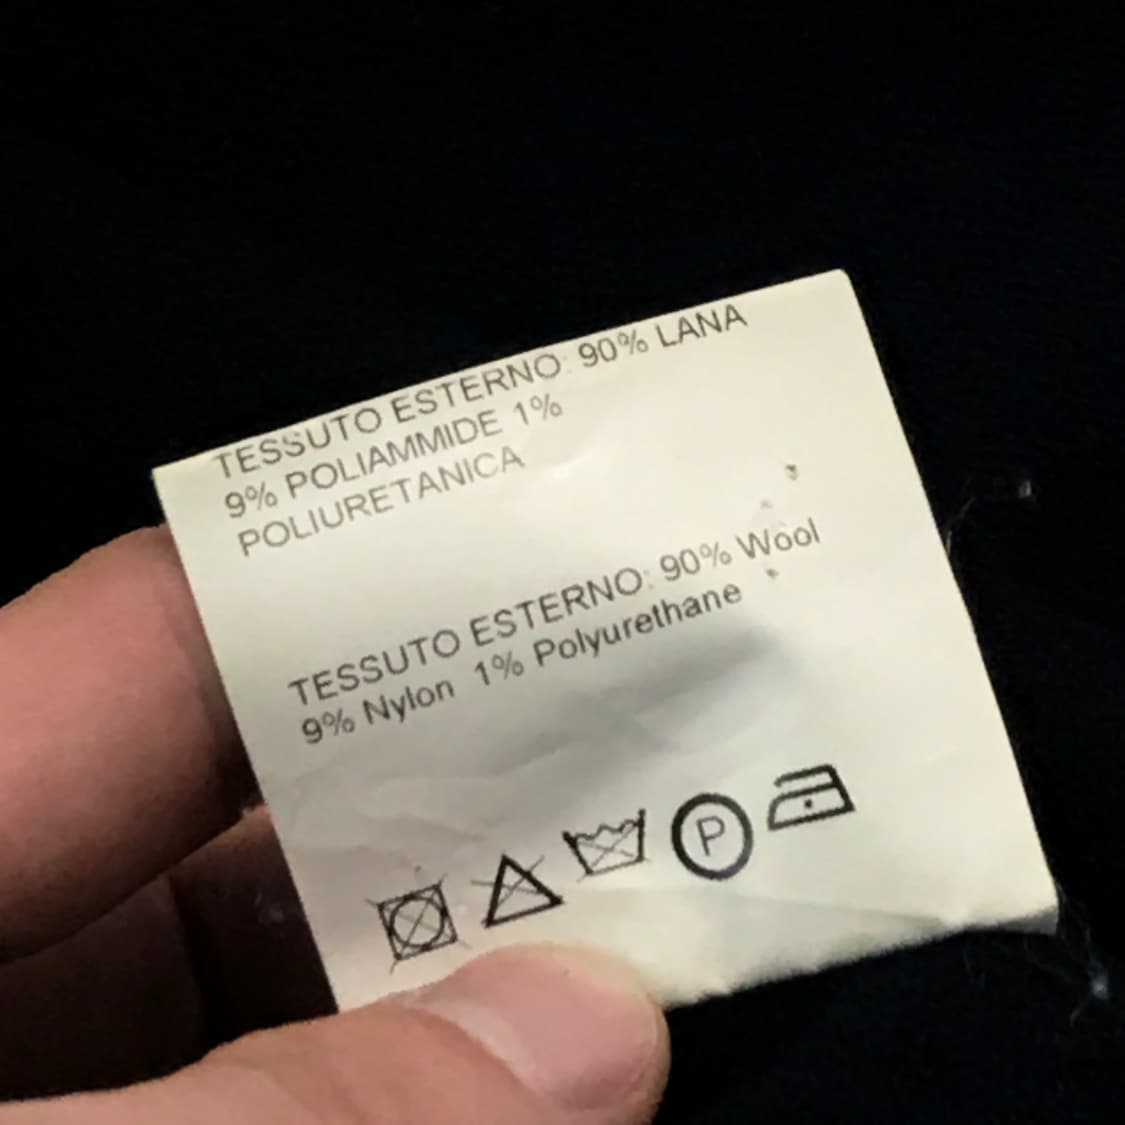 TESSUTO ESTERNO: 90% LANA
9% POLIAMMIDE 1%
POLIURETANICA
TESSUTO ESTERNO: 90% Wool
9% Nylon 1% Polyurethane
P